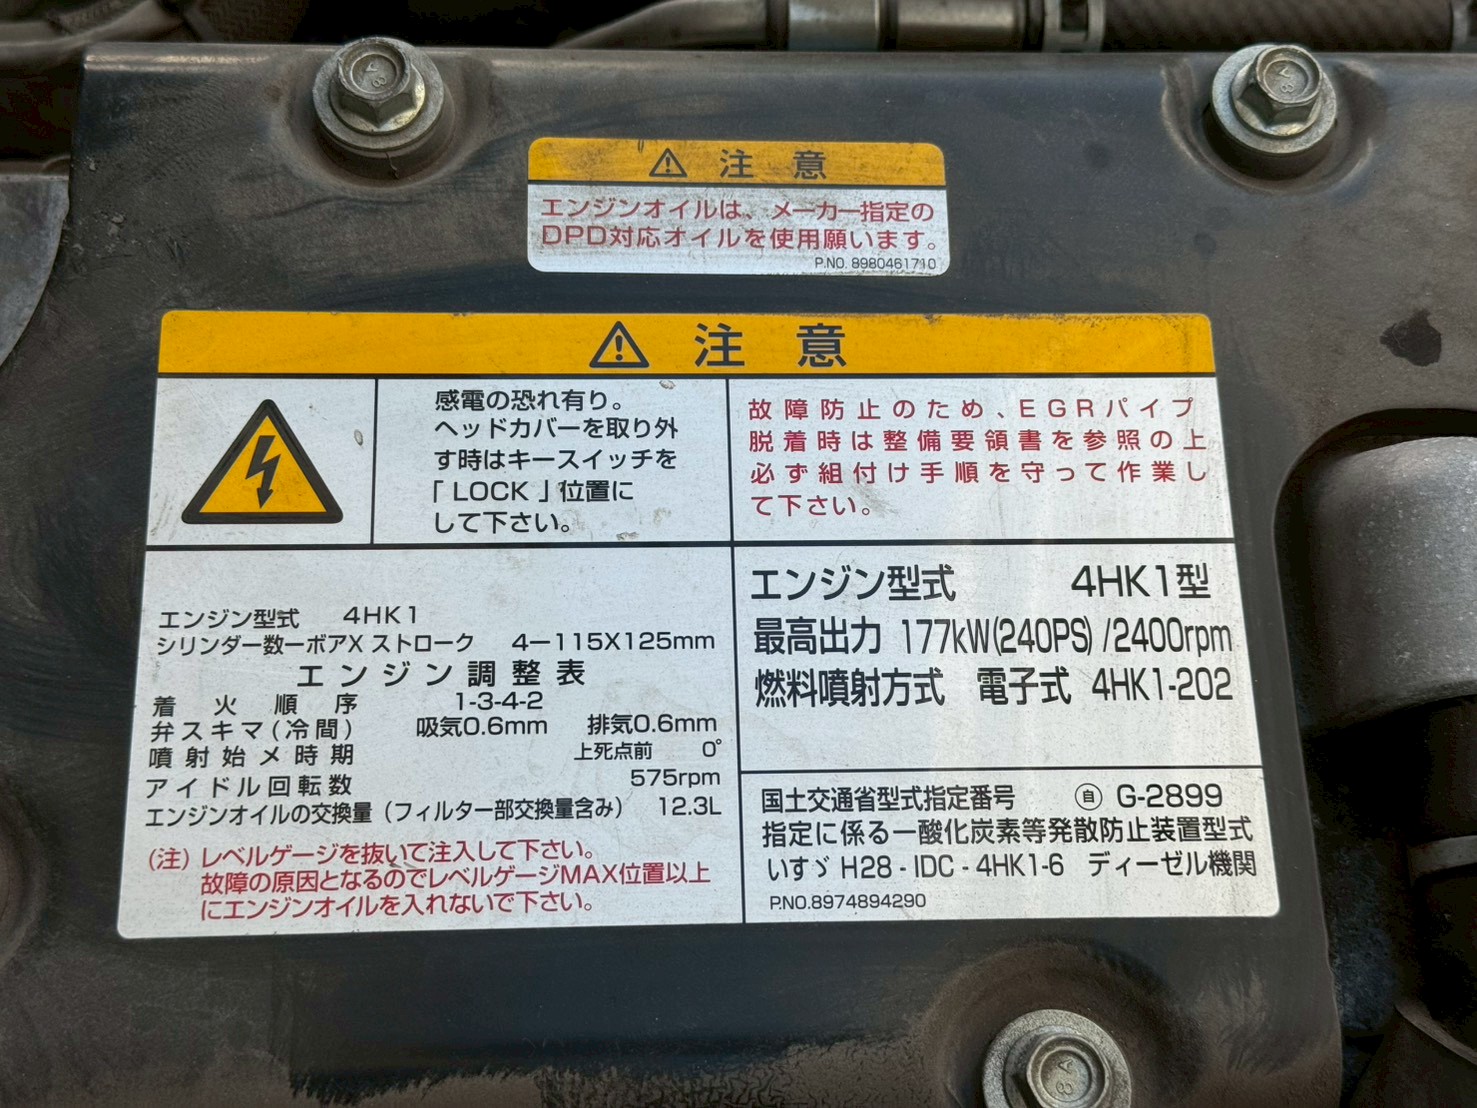 ⚠ 注意
エンジンオイルは、メーカー指定の
DPD対応オイルを使用願います。
P.NO. 8980461710
⚠ 注意
感電の恐れ有り。
ヘッドカバーを取り外
す時はキースイッチを
「LOCK」位置に
して下さい。
故障防止のため、EGRパイプ
脱着時は整備要領書を参照の上
必ず組付け手順を守って作業し
て下さい。
エンジン型式 4HK1
シリンダー数ーボアX ストローク 4ー115X125mm
エンジン調整表
着火順序 1-3-4-2
弁スキマ(冷間) 吸気0.6mm 排気0.6mm
噴射始メ時期 上死点前 0°
アイドル回転数 575rpm
エンジンオイルの交換量(フィルター部交換量含み) 12.3L
(注) レベルゲージを抜いて注入して下さい。
故障の原因となるのでレベルゲージMAX位置以上
にエンジンオイルを入れないで下さい。
エンジン型式 4HK1型
最高出力 177kW(240PS)/2400rpm
燃料噴射方式 電子式 4HK1-202
国土交通省型式指定番号 ㊂自 G-2899
指定に係る一酸化炭素等発散防止装置型式
いすゞ H28-IDC-4HK1-6 ディーゼル機関
P.NO.8974894290